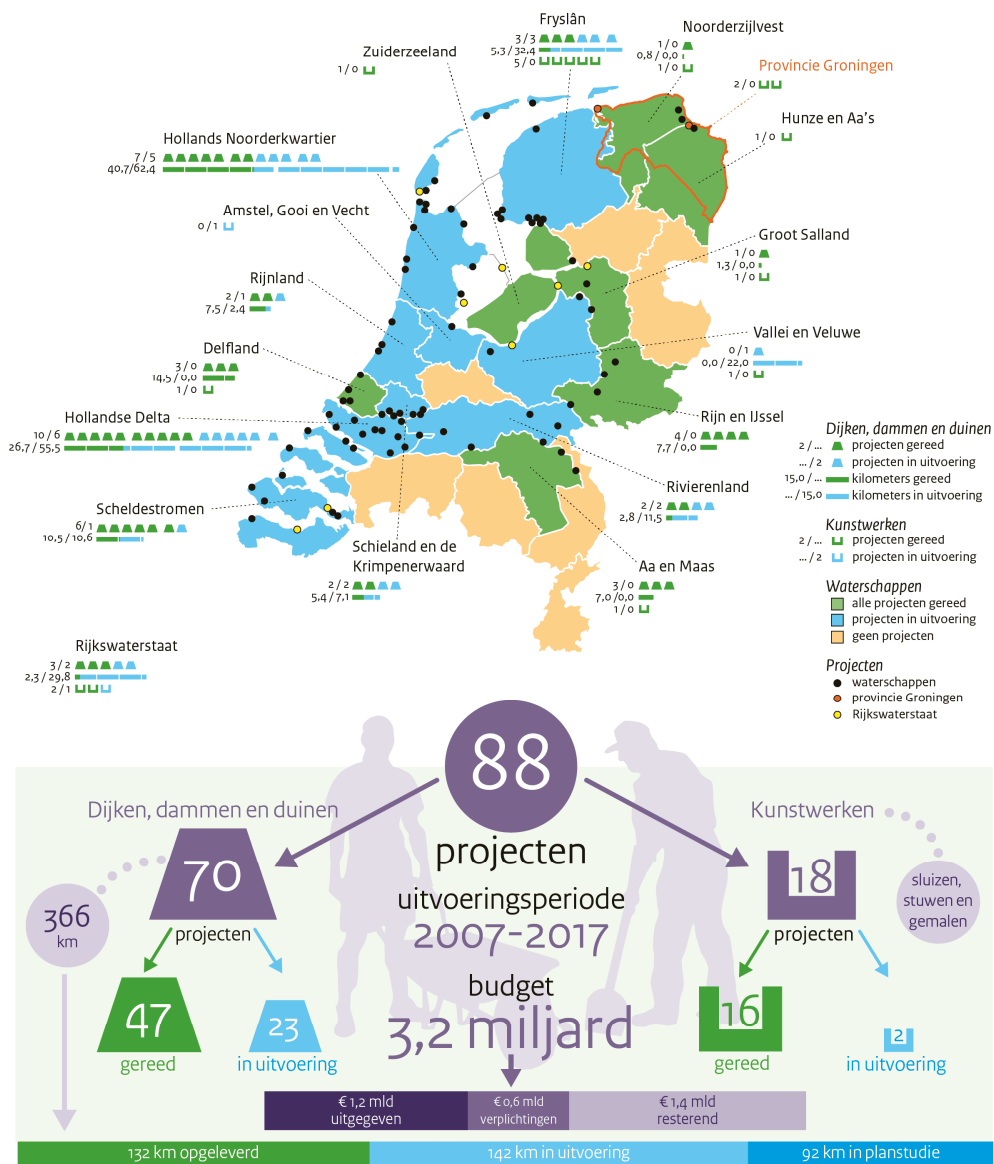 Fryslân
3/3
5,3/32,4
5/0
Noorderzijlvest
1/0
0,8/0,0
1/0
Zuiderzeeland
1/0
Provincie Groningen
2/0
Hunze en Aa's
1/0
Hollands Noorderkwartier
7/5
40,7/62,4
Amstel, Gooi en Vecht
0/1
Groot Salland
1/0
1,3/0,0
1/0
Rijnland
2/1
7,5/2,4
Vallei en Veluwe
0/1
0,0/22,0
1/0
Delfland
3/0
14,5/0,0
1/0
Hollandse Delta
10/6
26,7/55,5
Rijn en IJssel
4/0
7,7/0,0
Scheldestromen
6/1
10,5/10,6
Rivierenland
2/2
2,8/11,5
Schieland en de
Krimpenerwaard
2/2
5,4/7,1
Aa en Maas
3/0
7,0/0,0
1/0
Rijkswaterstaat
3/2
2,3/29,8
2/1
Dijken, dammen en duinen
2/... projecten gereed
.../2 projecten in uitvoering
15,0/... kilometers gereed
.../15,0 kilometers in uitvoering
Kunstwerken
2/... projecten gereed
.../2 projecten in uitvoering
Waterschappen
alle projecten gereed
projecten in uitvoering
geen projecten
Projecten
waterschappen
provincie Groningen
Rijkswaterstaat
88
projecten
uitvoeringsperiode
2007-2017
budget
3,2 miljard
Dijken, dammen en duinen
70
projecten
366
km
47
gereed
23
in uitvoering
Kunstwerken
18
projecten
sluizen,
stuwen en
gemalen
16
gereed
2
in uitvoering
€ 1,2 mld
uitgegeven
€ 0,6 mld
verplichtingen
€ 1,4 mld
resterend
132 km opgeleverd
142 km in uitvoering
92 km in planstudie